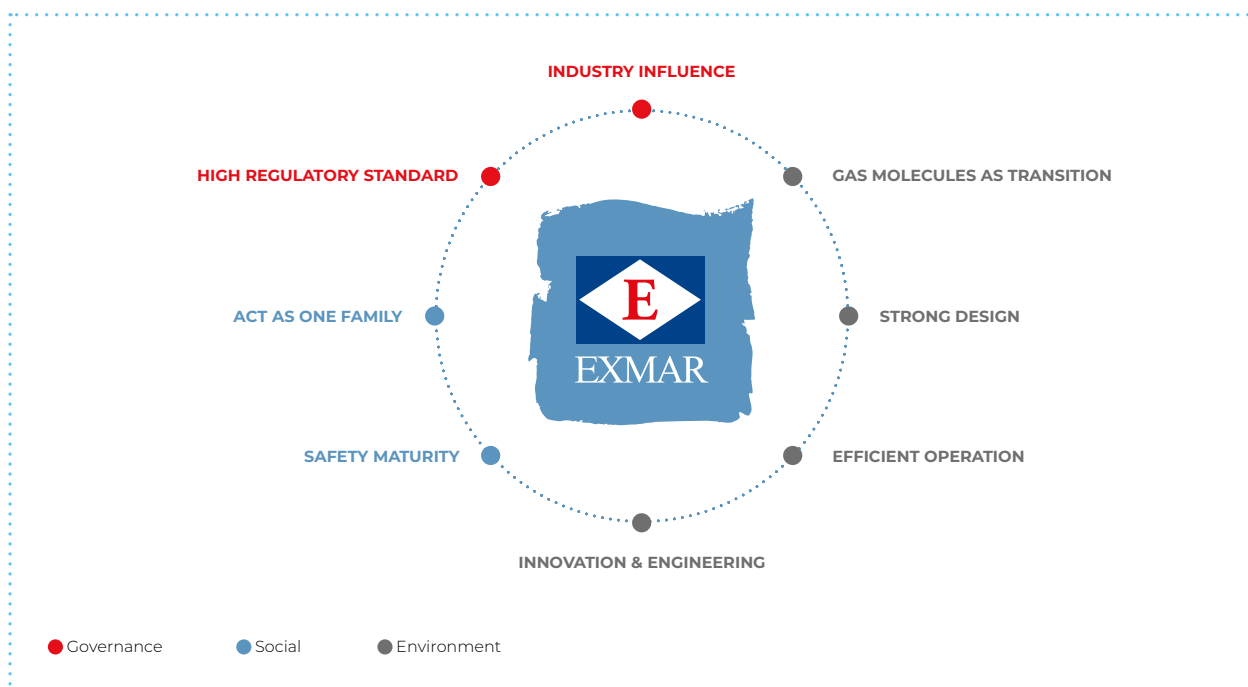 INDUSTRY INFLUENCE
HIGH REGULATORY STANDARD
GAS MOLECULES AS TRANSITION
E
EXMAR
ACT AS ONE FAMILY
STRONG DESIGN
SAFETY MATURITY
EFFICIENT OPERATION
INNOVATION & ENGINEERING
Governance
Social
Environment